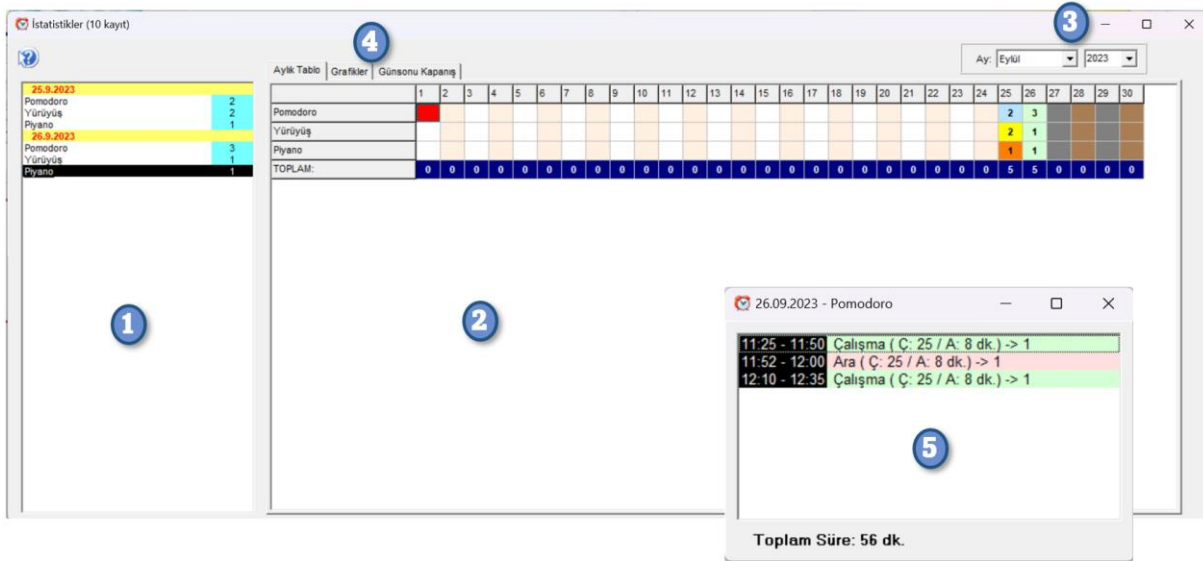 İstatistikler (10 kayıt)
3
4
Ay: Eylül 2023
Aylık Tablo Grafikler Günsonu Kapanış
25.9.2023
Pomodoro 2
Yürüyüş 2
Piyano 1
26.9.2023
Pomodoro 3
Yürüyüş 1
Piyano 1
1 2 3 4 5 6 7 8 9 10 11 12 13 14 15 16 17 18 19 20 21 22 23 24 25 26 27 28 29 30
Pomodoro 2 3
Yürüyüş 2 1
Piyano 1 1
TOPLAM: 0 0 0 0 0 0 0 0 0 0 0 0 0 0 0 0 0 0 0 0 0 0 0 0 5 5 0 0 0 0
1
2
26.09.2023 - Pomodoro
11:25 - 11:50 Çalışma ( Ç: 25 / A: 8 dk.) -> 1
11:52 - 12:00 Ara ( Ç: 25 / A: 8 dk.) -> 1
12:10 - 12:35 Çalışma ( Ç: 25 / A: 8 dk.) -> 1
5
Toplam Süre: 56 dk.